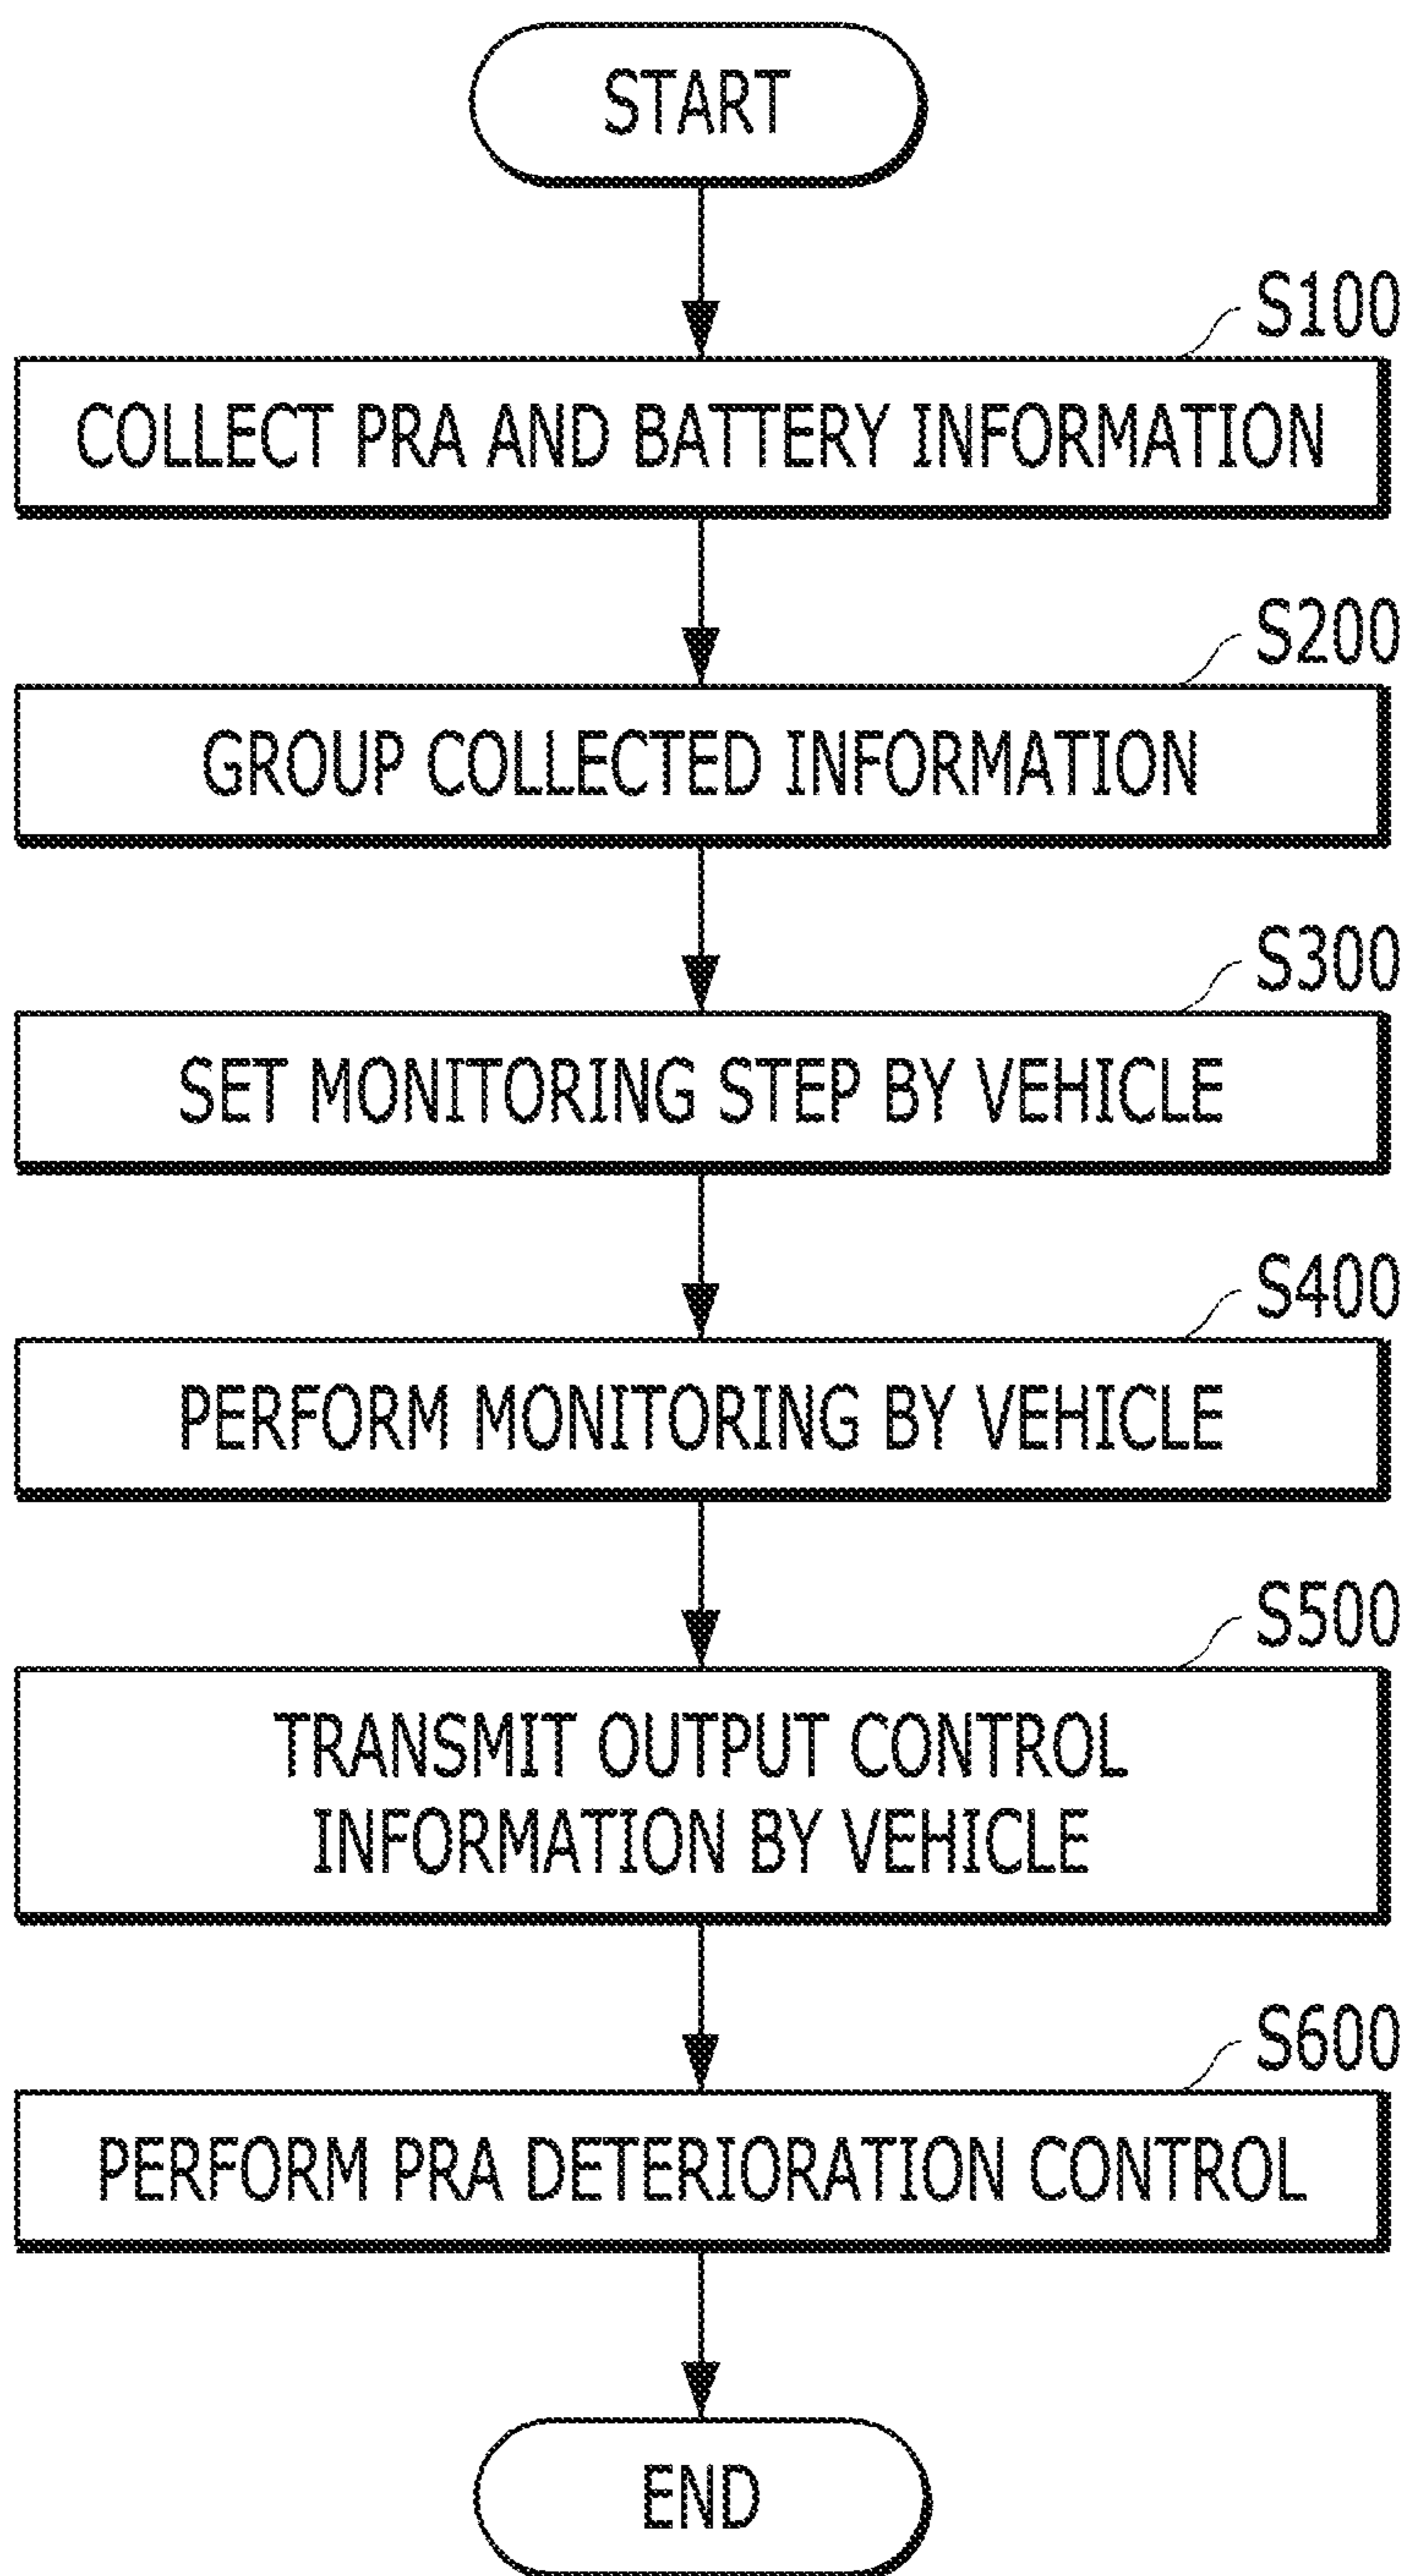 START
S100
COLLECT PRA AND BATTERY INFORMATION
S200
GROUP COLLECTED INFORMATION
S300
SET MONITORING STEP BY VEHICLE
S400
PERFORM MONITORING BY VEHICLE
S500
TRANSMIT OUTPUT CONTROL
INFORMATION BY VEHICLE
S600
PERFORM PRA DETERIORATION CONTROL
END